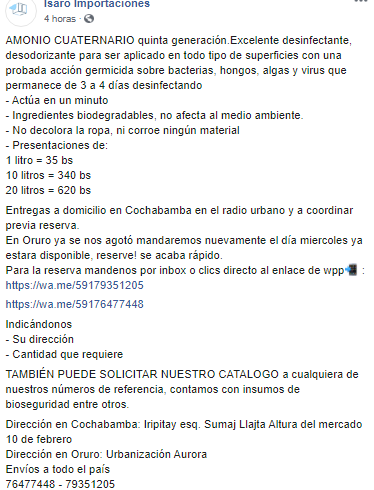 Isaro Importaciones
4 horas ·
AMONIO CUATERNARIO quinta generación.Excelente desinfectante,
desodorizante para ser aplicado en todo tipo de superficies con una
probada acción germicida sobre bacterias, hongos, algas y virus que
permanece de 3 a 4 días desinfectando
- Actúa en un minuto
- Ingredientes biodegradables, no afecta al medio ambiente.
- No decolora la ropa, ni corroe ningún material
- Presentaciones de:
1 litro = 35 bs
10 litros = 340 bs
20 litros = 620 bs
Entregas a domicilio en Cochabamba en el radio urbano y a coordinar
previa reserva.
En Oruro ya se nos agotó mandaremos nuevamente el día miercoles ya
estara disponible, reserve! se acaba rápido.
Para la reserva mandenos por inbox o clics directo al enlace de wpp📲 :
https://wa.me/59179351205
https://wa.me/59176477448
Indicándonos
- Su dirección
- Cantidad que requiere
TAMBIÉN PUEDE SOLICITAR NUESTRO CATALOGO a cualquiera de
nuestros números de referencia, contamos con insumos de
bioseguridad entre otros.
Dirección en Cochabamba: Iripitay esq. Sumaj Llajta Altura del mercado
10 de febrero
Dirección en Oruro: Urbanización Aurora
Envíos a todo el país
76477448 - 79351205